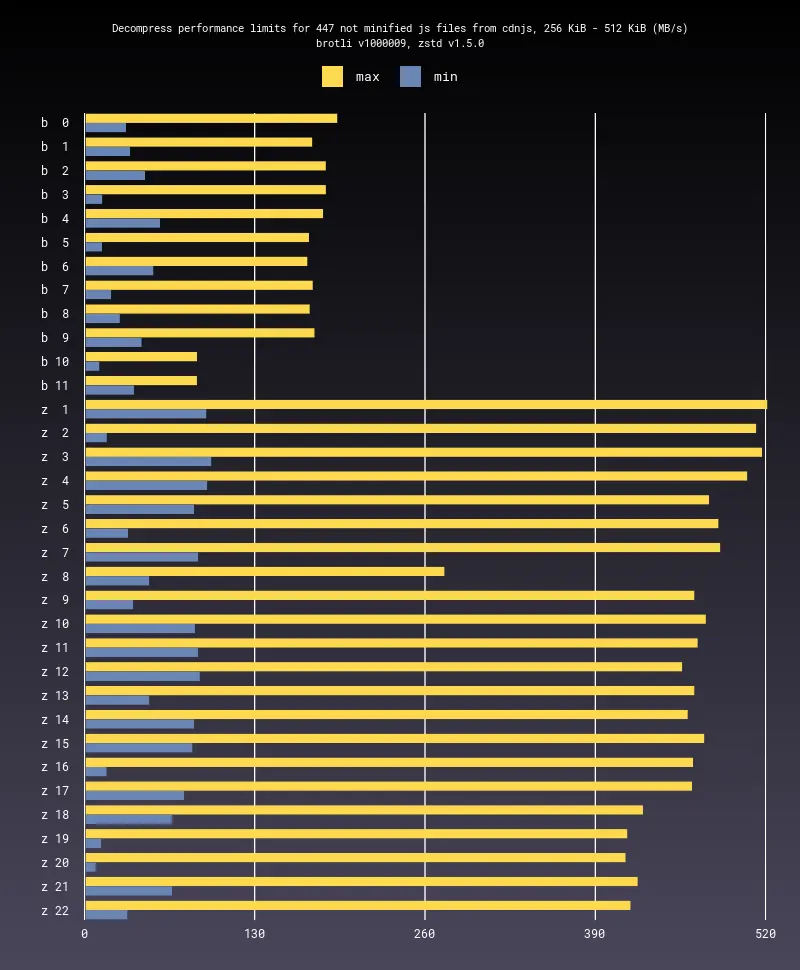 Decompress performance limits for 447 not minified js files from cdnjs, 256 KiB - 512 KiB (MB/s)
brotli v1000009, zstd v1.5.0
max min
b 0
b 1
b 2
b 3
b 4
b 5
b 6
b 7
b 8
b 9
b 10
b 11
z 1
z 2
z 3
z 4
z 5
z 6
z 7
z 8
z 9
z 10
z 11
z 12
z 13
z 14
z 15
z 16
z 17
z 18
z 19
z 20
z 21
z 22
0 130 260 390 520